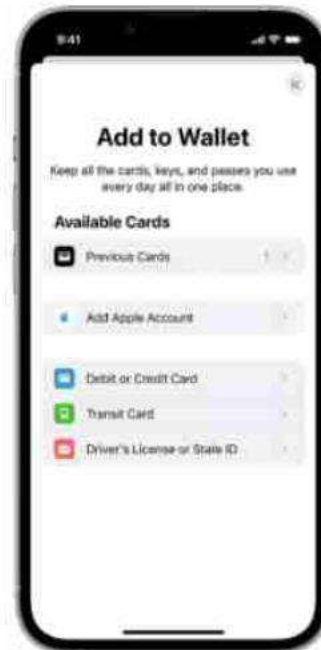 9:41
Add to Wallet
Keep all the cards, keys, and passes you use
every day all in one place.
Available Cards
Previous Cards 1
Add Apple Account
Debit or Credit Card
Transit Card
Driver's License or State ID